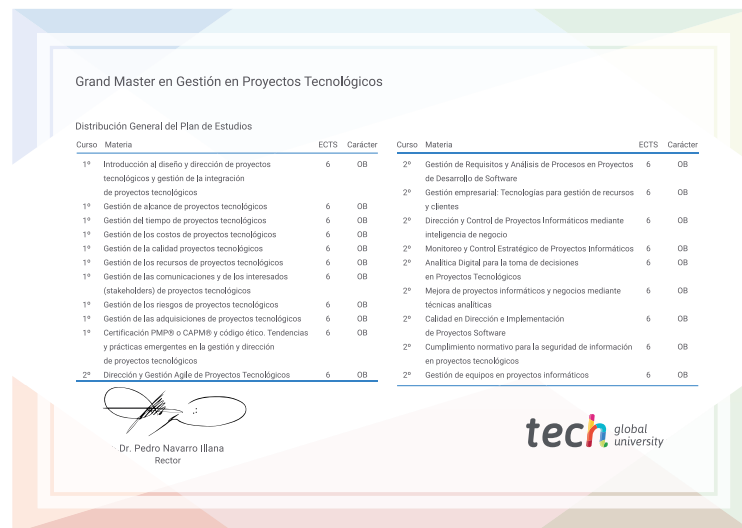 Grand Master en Gestión en Proyectos Tecnológicos
Distribución General del Plan de Estudios
Curso Materia ECTS Carácter
1º Introducción al diseño y dirección de proyectos 6 OB
tecnológicos y gestión de la integración
de proyectos tecnológicos
1º Gestión de alcance de proyectos tecnológicos 6 OB
1º Gestión del tiempo de proyectos tecnológicos 6 OB
1º Gestión de los costos de proyectos tecnológicos 6 OB
1º Gestión de la calidad proyectos tecnológicos 6 OB
1º Gestión de los recursos de proyectos tecnológicos 6 OB
1º Gestión de las comunicaciones y de los interesados 6 OB
(stakeholders) de proyectos tecnológicos
1º Gestión de los riesgos de proyectos tecnológicos 6 OB
1º Gestión de las adquisiciones de proyectos tecnológicos 6 OB
1º Certificación PMP® o CAPM® y código ético. Tendencias 6 OB
y prácticas emergentes en la gestión y dirección
de proyectos tecnológicos
2º Dirección y Gestión Agile de Proyectos Tecnológicos 6 OB
Curso Materia ECTS Carácter
2º Gestión de Requisitos y Análisis de Procesos en Proyectos 6 OB
de Desarrollo de Software
2º Gestión empresarial: Tecnologías para gestión de recursos 6 OB
y clientes
2º Dirección y Control de Proyectos Informáticos mediante 6 OB
inteligencia de negocio
2º Monitoreo y Control Estratégico de Proyectos Informáticos 6 OB
2º Analítica Digital para la toma de decisiones 6 OB
en Proyectos Tecnológicos
2º Mejora de proyectos informáticos y negocios mediante 6 OB
técnicas analíticas
2º Calidad en Dirección e Implementación 6 OB
de Proyectos Software
2º Cumplimiento normativo para la seguridad de información 6 OB
en proyectos tecnológicos
2º Gestión de equipos en proyectos informáticos 6 OB
Dr. Pedro Navarro Illana
Rector
tech global
university